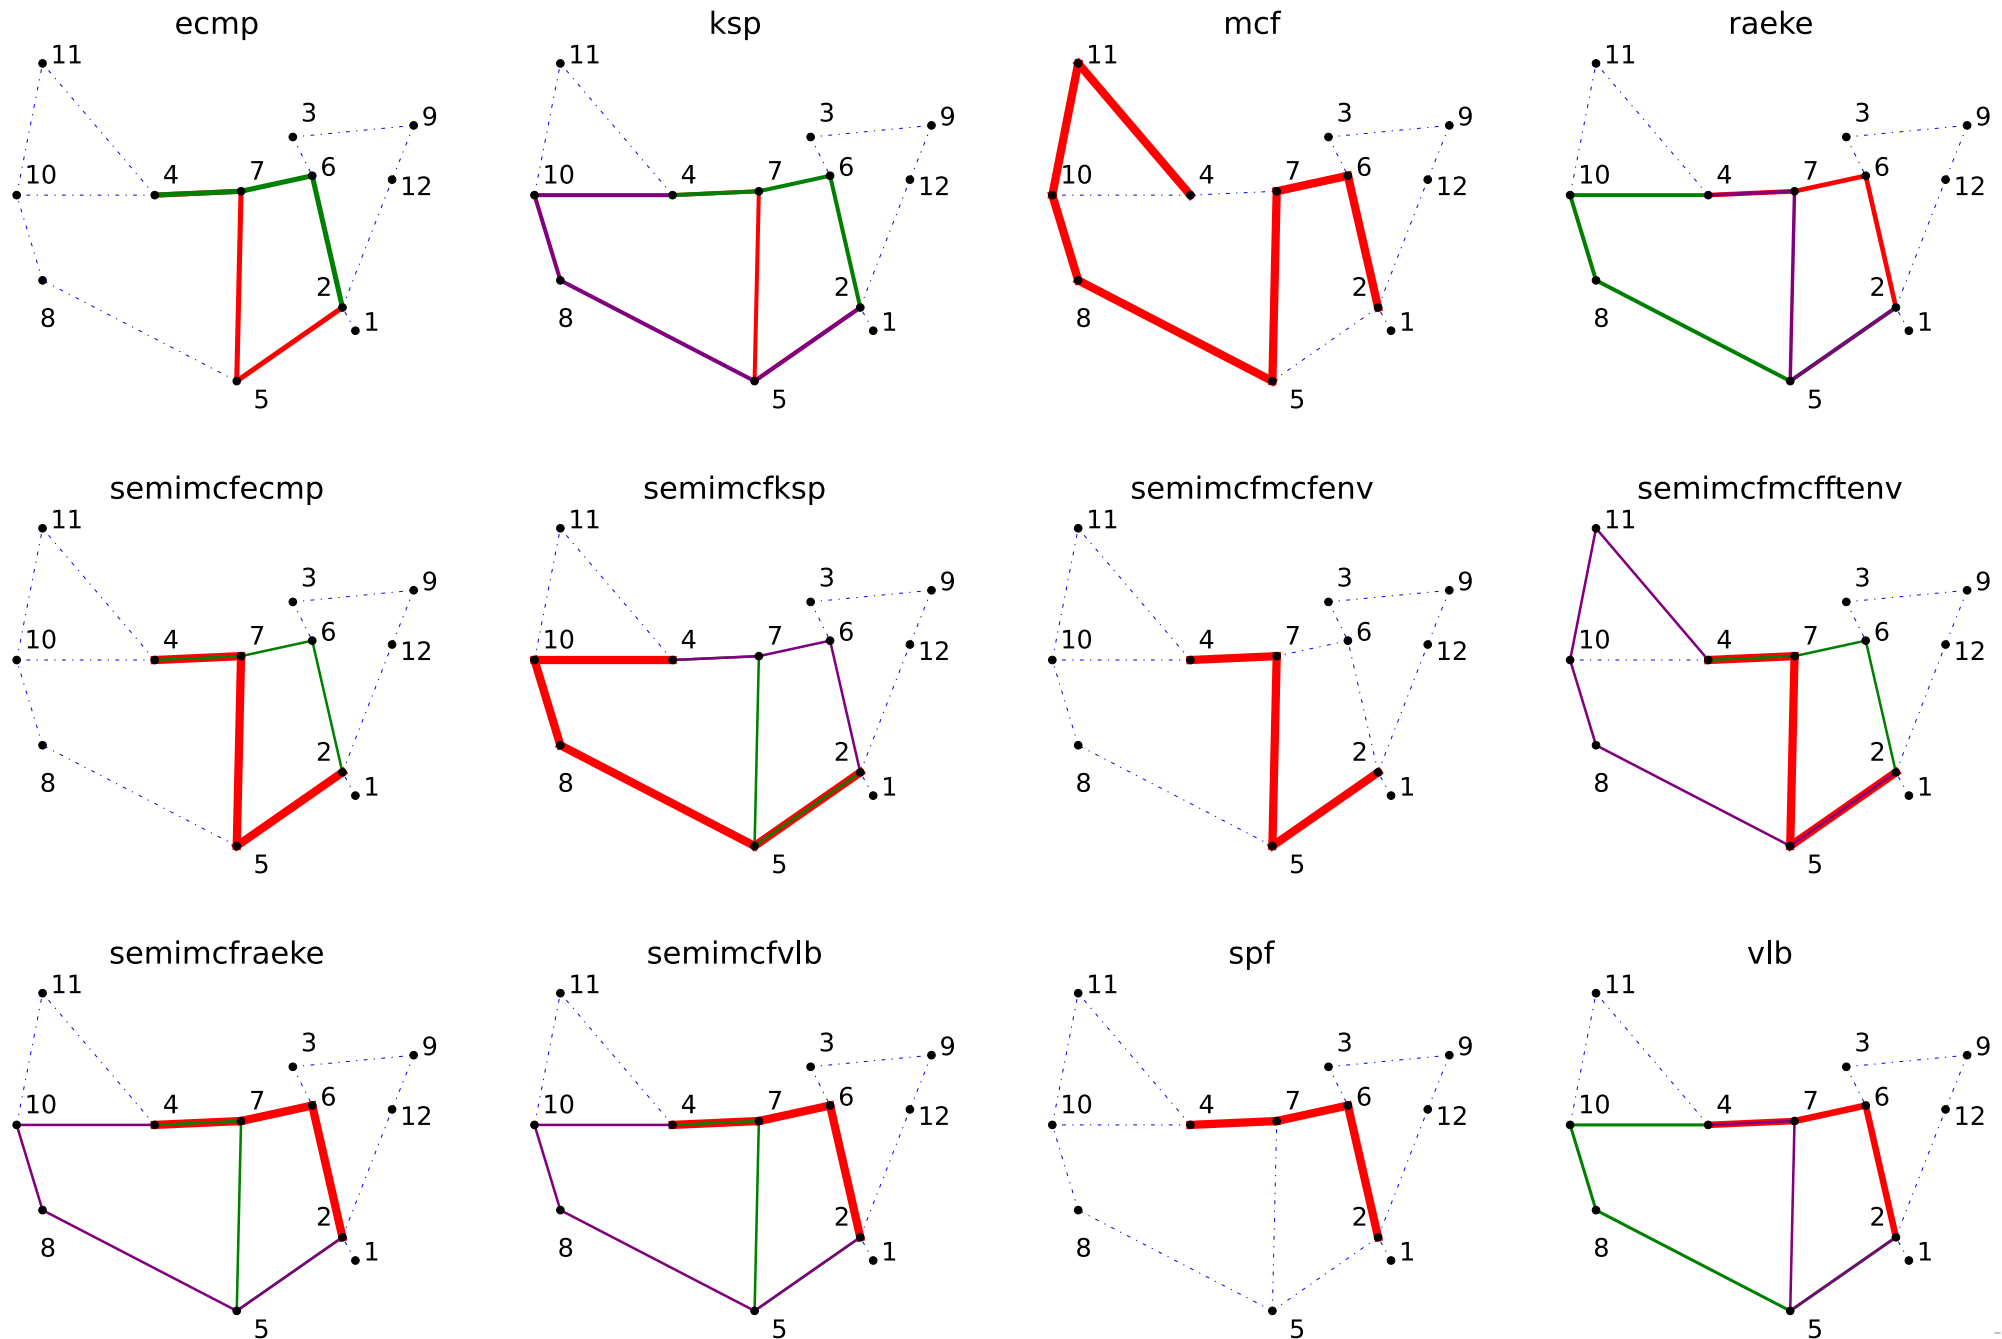 ecmp ksp mcf raeke
11 11 11 11
3 9 3 9 3 9 3 9
10 4 7 6 12 10 4 7 6 12 10 4 7 6 12 10 4 7 6 12
8 2 1 8 2 1 8 2 1 8 2 1
5 5 5 5
semimcfecmp semimcfksp semimcfmcfenv semimcfmcfftenv
11 11 11 11
3 9 3 9 3 9 3 9
10 4 7 6 12 10 4 7 6 12 10 4 7 6 12 10 4 7 6 12
8 2 1 8 2 1 8 2 1 8 2 1
5 5 5 5
semimcfraeke semimcfvlb spf vlb
11 11 11 11
3 9 3 9 3 9 3 9
10 4 7 6 12 10 4 7 6 12 10 4 7 6 12 10 4 7 6 12
8 2 1 8 2 1 8 2 1 8 2 1
5 5 5 5